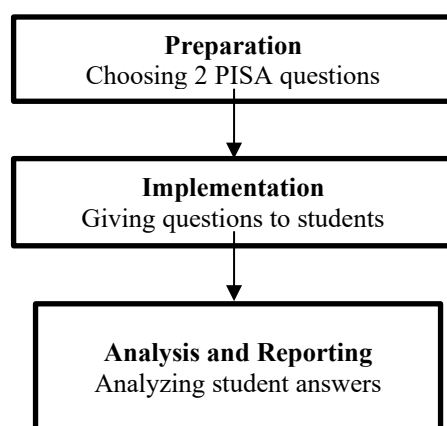 Preparation
Choosing 2 PISA questions
Implementation
Giving questions to students
Analysis and Reporting
Analyzing student answers